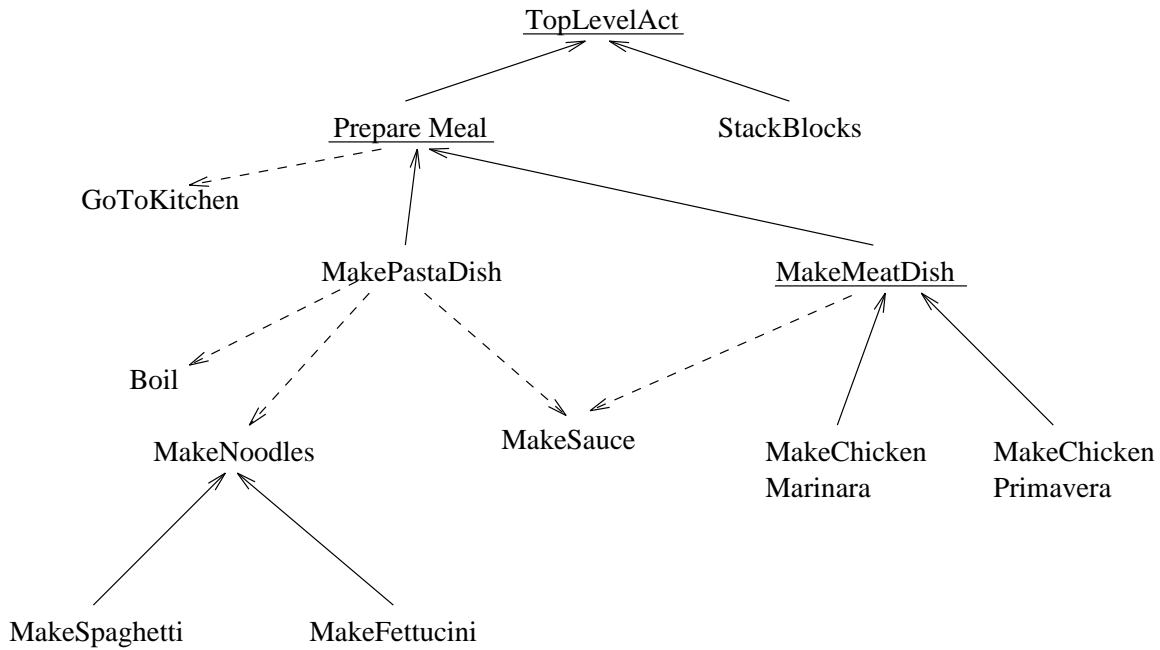 TopLevelAct
Prepare Meal
StackBlocks
GoToKitchen
MakePastaDish
MakeMeatDish
Boil
MakeNoodles
MakeSauce
MakeChicken
Marinara
MakeChicken
Primavera
MakeSpaghetti
MakeFettucini